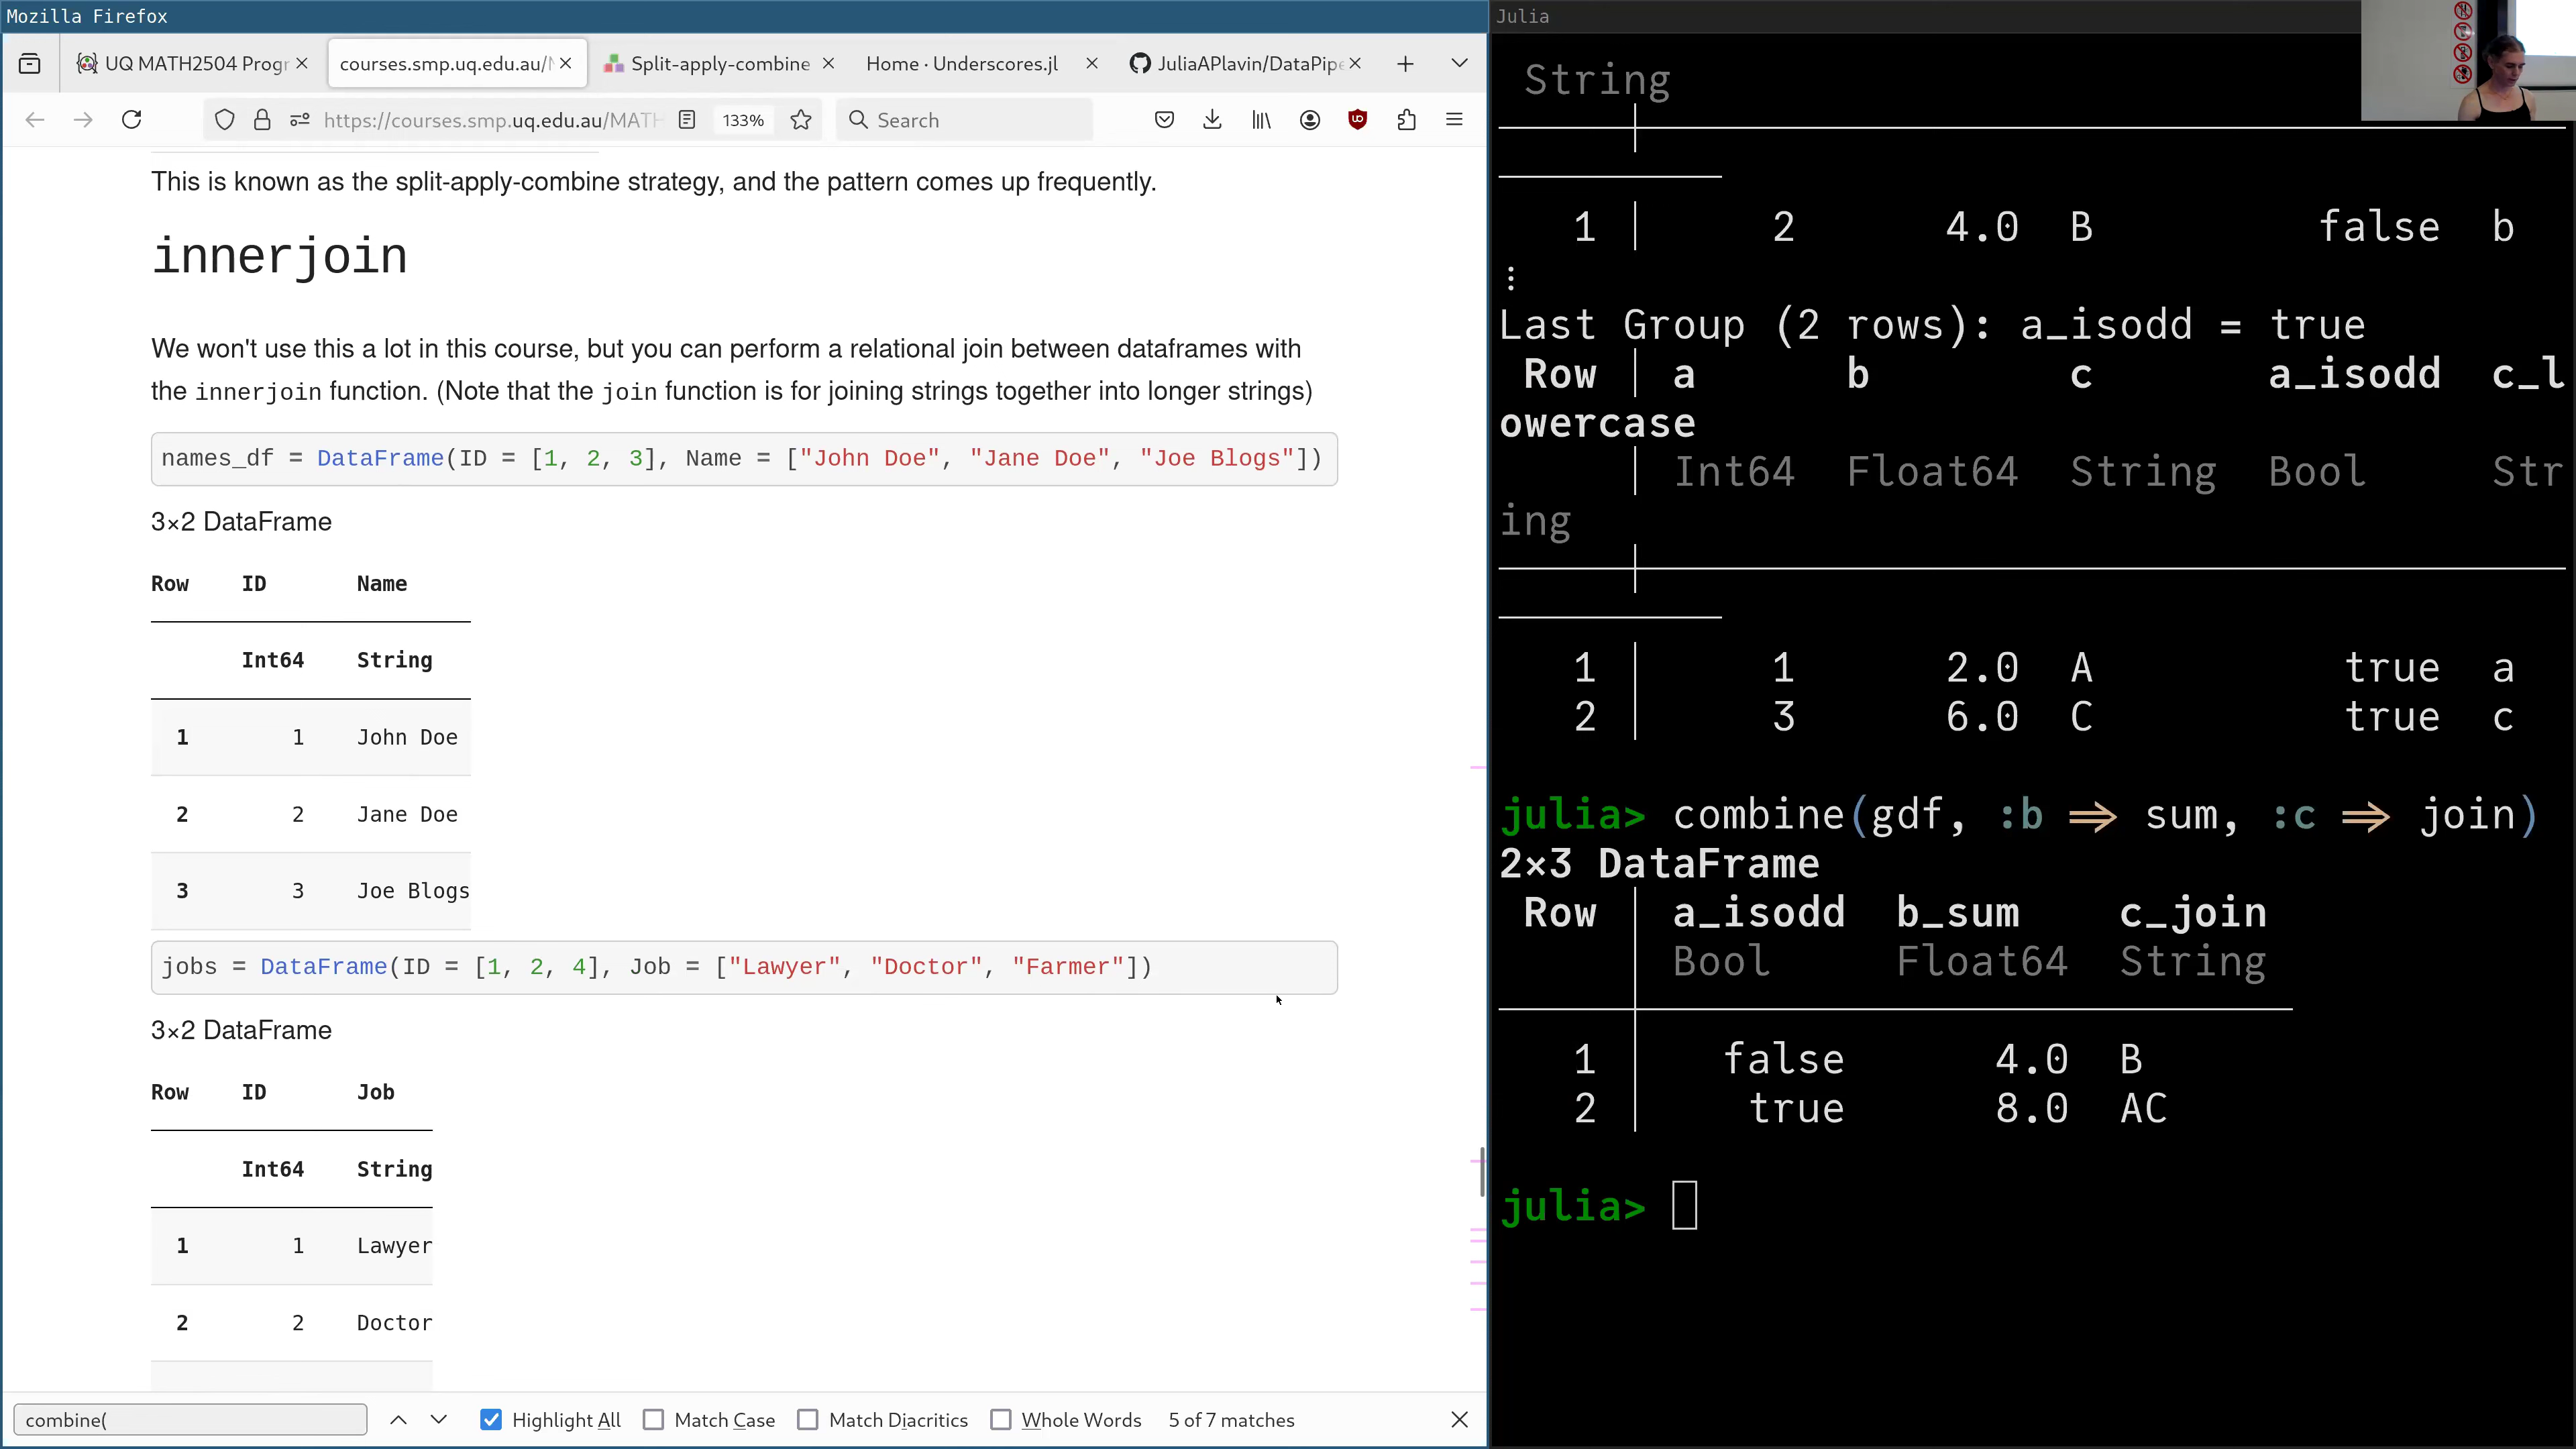 Mozilla Firefox
UQ MATH2504 Progr
courses.smp.uq.edu.au/
Split-apply-combine
Home · Underscores.jl
JuliaAPlavin/DataPipe
https://courses.smp.uq.edu.au/MATH
133%
Search
This is known as the split-apply-combine strategy, and the pattern comes up frequently.
innerjoin
We won't use this a lot in this course, but you can perform a relational join between dataframes with
the innerjoin function. (Note that the join function is for joining strings together into longer strings)
names_df = DataFrame(ID = [1, 2, 3], Name = ["John Doe", "Jane Doe", "Joe Blogs"])
3×2 DataFrame
Row ID Name
Int64 String
1 1 John Doe
2 2 Jane Doe
3 3 Joe Blogs
jobs = DataFrame(ID = [1, 2, 4], Job = ["Lawyer", "Doctor", "Farmer"])
3×2 DataFrame
Row ID Job
Int64 String
1 1 Lawyer
2 2 Doctor
combine(
Highlight All
Match Case
Match Diacritics
Whole Words
5 of 7 matches
Julia
String
1 2 4.0 B false b
⋮
Last Group (2 rows): a_isodd = true
Row a b c a_isodd c_l
owercase
Int64 Float64 String Bool Str
ing
1 1 2.0 A true a
2 3 6.0 C true c
julia> combine(gdf, :b => sum, :c => join)
2×3 DataFrame
Row a_isodd b_sum c_join
Bool Float64 String
1 false 4.0 B
2 true 8.0 AC
julia>